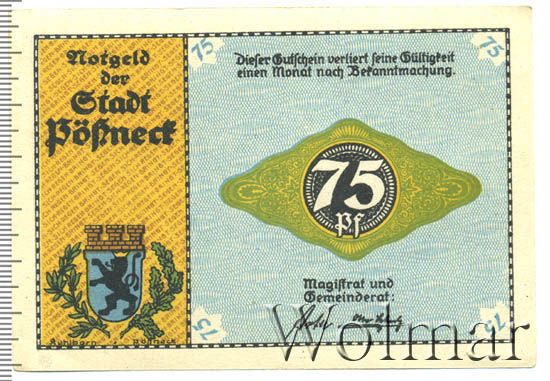 Notgeld
der
Stadt
Pößneck
75
75
Dieser Gutschein verliert seine Gültigkeit
einen Monat nach Bekanntmachung.
75
Pf
Magistrat und
Gemeinderat:
75
75
Wolmar